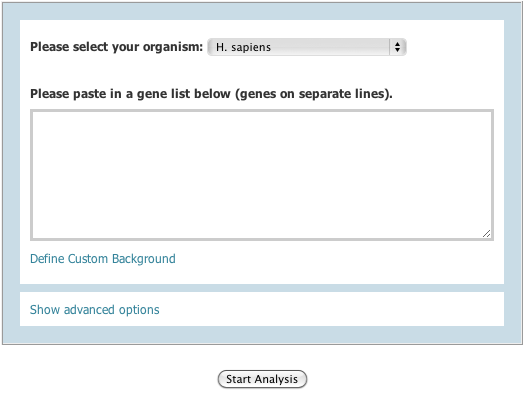 Please select your organism: H. sapiens
Please paste in a gene list below (genes on separate lines).
Define Custom Background
Show advanced options
Start Analysis